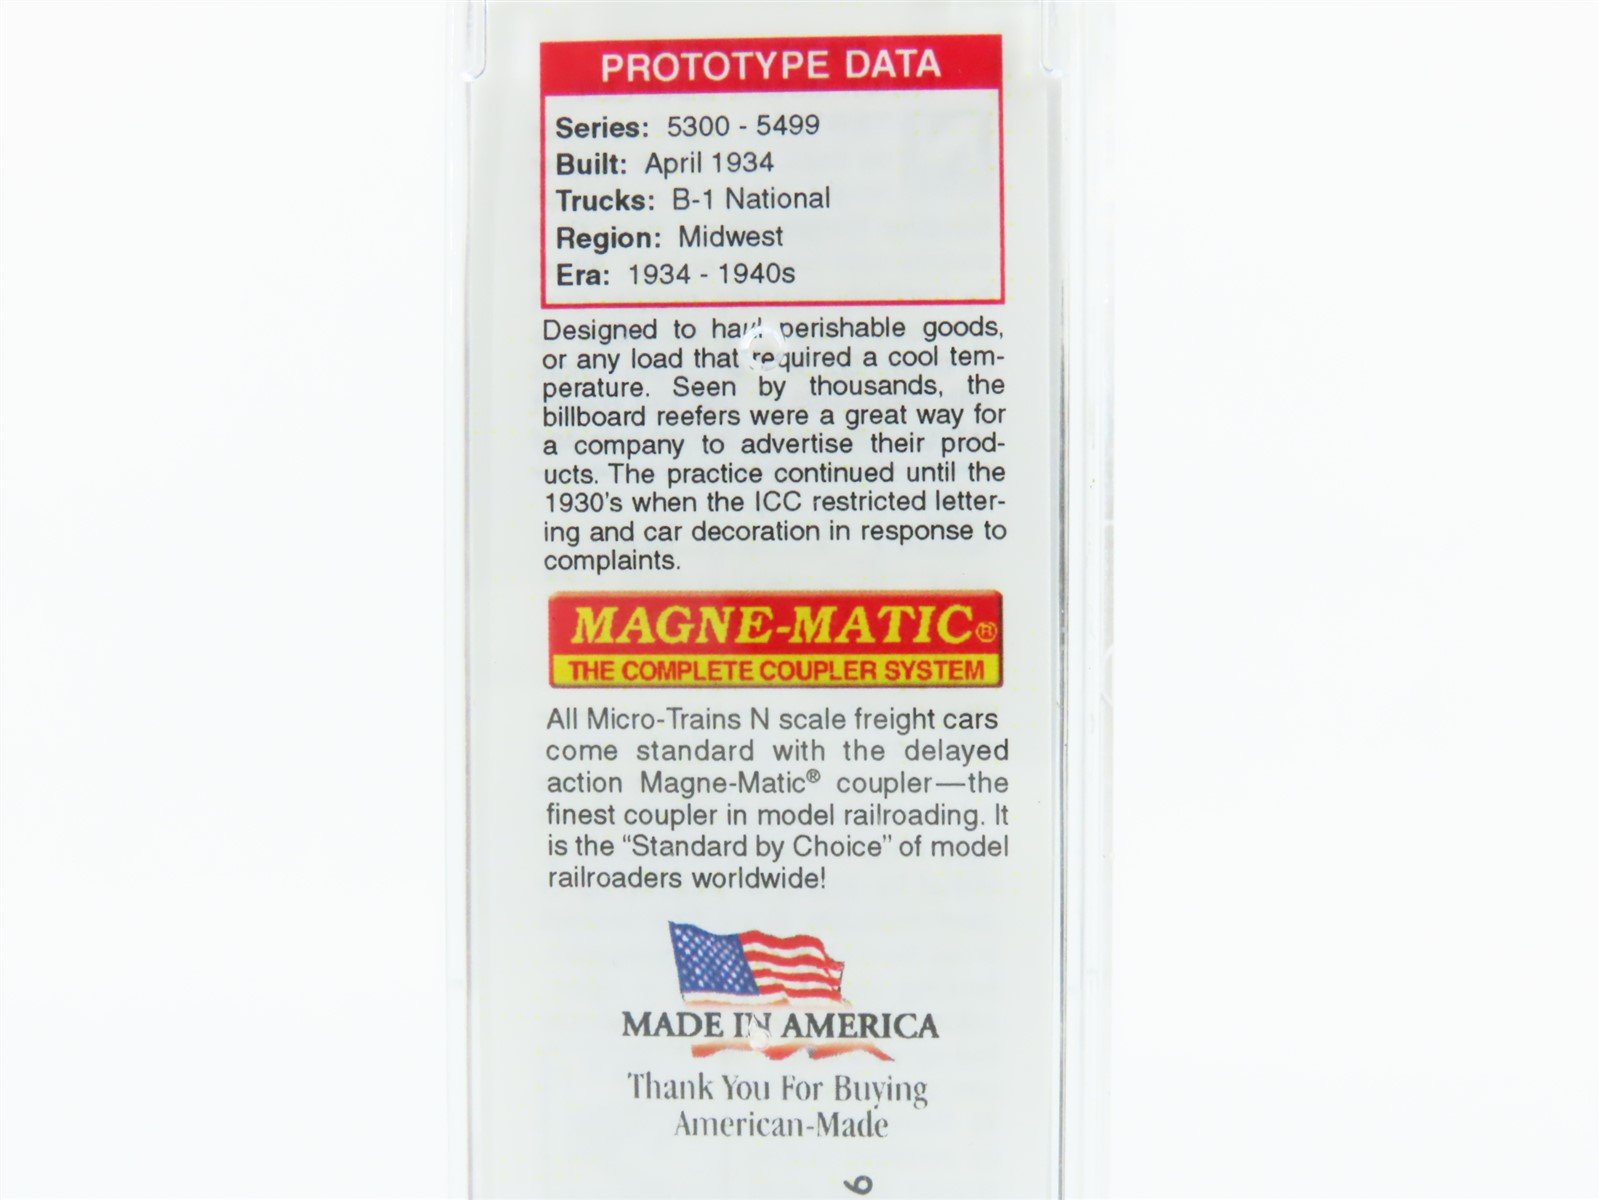 PROTOTYPE DATA
Series: 5300 - 5499
Built: April 1934
Trucks: B-1 National
Region: Midwest
Era: 1934 - 1940s
Designed to haul perishable goods,
or any load that required a cool tem-
perature. Seen by thousands, the
billboard reefers were a great way for
a company to advertise their prod-
ucts. The practice continued until the
1930's when the ICC restricted letter-
ing and car decoration in response to
complaints.
MAGNE-MATIC®
THE COMPLETE COUPLER SYSTEM
All Micro-Trains N scale freight cars
come standard with the delayed
action Magne-Matic® coupler—the
finest coupler in model railroading. It
is the “Standard by Choice” of model
railroaders worldwide!
MADE IN AMERICA
Thank You For Buying
American-Made